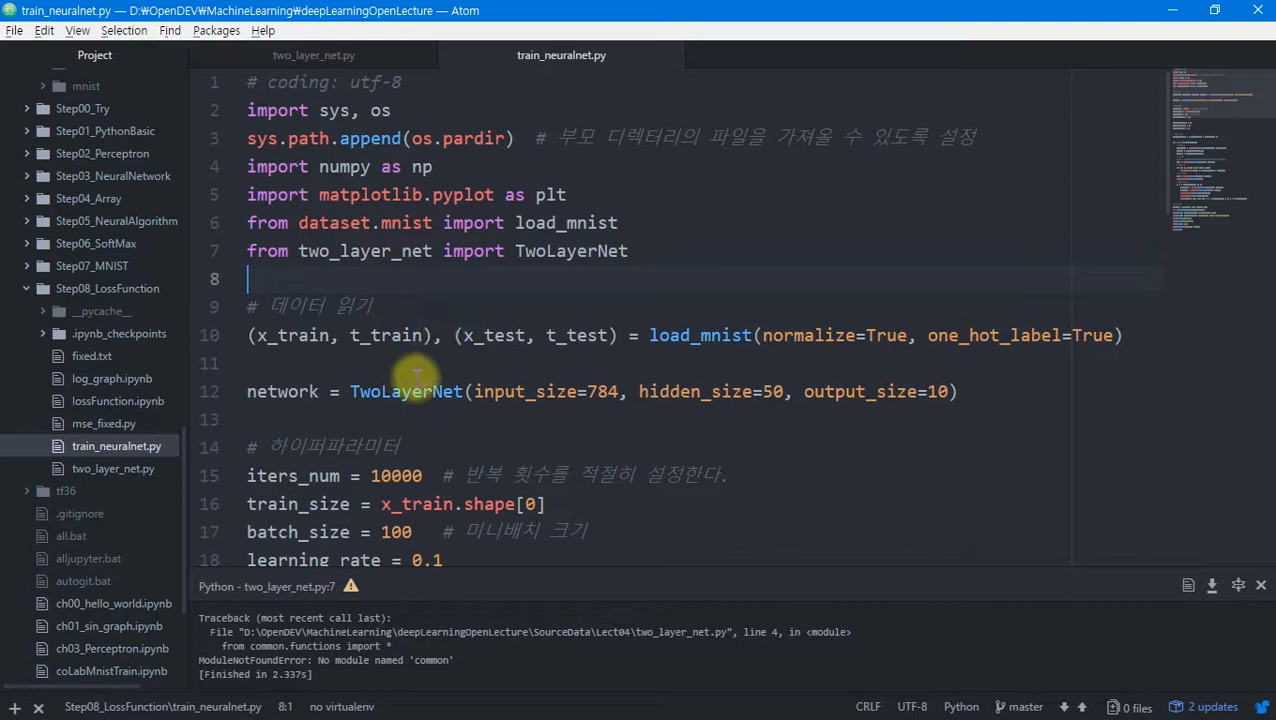 train_neuralnet.py — D:₩OpenDEV₩MachineLearning₩deepLearningOpenLecture — Atom
File Edit View Selection Find Packages Help
Project
mnist
Step00_Try
Step01_PythonBasic
Step02_Perceptron
Step03_NeuralNetwork
Step04_Array
Step05_NeuralAlgorithm
Step06_SoftMax
Step07_MNIST
Step08_LossFunction
__pycache__
.ipynb_checkpoints
fixed.txt
log_graph.ipynb
lossFunction.ipynb
mse_fixed.py
train_neuralnet.py
two_layer_net.py
tf36
.gitignore
all.bat
alljupyter.bat
autogit.bat
ch00_hello_world.ipynb
ch01_sin_graph.ipynb
ch03_Perceptron.ipynb
coLabMnistTrain.ipynb
two_layer_net.py train_neuralnet.py
1 # coding: utf-8
2 import sys, os
3 sys.path.append(os.pardir) # 부모 디렉터리의 파일을 가져올 수 있도록 설정
4 import numpy as np
5 import matplotlib.pyplot as plt
6 from dataset.mnist import load_mnist
7 from two_layer_net import TwoLayerNet
8
9 # 데이터 읽기
10 (x_train, t_train), (x_test, t_test) = load_mnist(normalize=True, one_hot_label=True)
11
12 network = TwoLayerNet(input_size=784, hidden_size=50, output_size=10)
13
14 # 하이퍼파라미터
15 iters_num = 10000 # 반복 횟수를 적절히 설정한다.
16 train_size = x_train.shape[0]
17 batch_size = 100 # 미니배치 크기
18 learning_rate = 0.1
Python - two_layer_net.py:7
Traceback (most recent call last):
File "D:\OpenDEV\MachineLearning\deepLearningOpenLecture\SourceData\Lect04\two_layer_net.py", line 4, in <module>
from common.functions import *
ModuleNotFoundError: No module named 'common'
[Finished in 2.337s]
Step08_LossFunction\train_neuralnet.py 8:1 no virtualenv CRLF UTF-8 Python master 0 files 2 updates